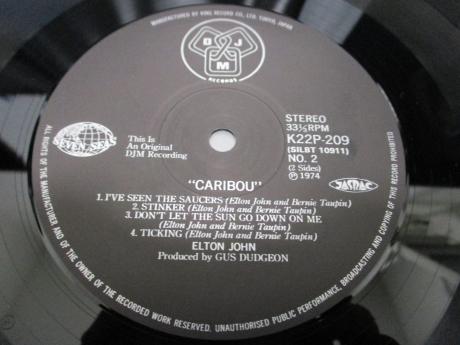 MANUFACTURED BY KING RECORD CO., LTD. TOKYO, JAPAN
DJM
RECORDS
SEVEN SEAS
This Is
An Original
DJM Recording
STEREO
33⅓RPM
K22P-209
(SILBT 10911)
NO. 2
(2 Sides)
℗ 1974
JASRAC
"CARIBOU"
1. I'VE SEEN THE SAUCERS (Elton John and Bernie Taupin)
2. STINKER (Elton John and Bernie Taupin)
3. DON'T LET THE SUN GO DOWN ON ME
(Elton John and Bernie Taupin)
4. TICKING (Elton John and Bernie Taupin)
ELTON JOHN
Produced by GUS DUDGEON
ALL RIGHTS OF THE MANUFACTURER AND OF THE OWNER OF THE RECORDED WORK RESERVED. UNAUTHORISED PUBLIC PERFORMANCE, BROADCASTING AND COPYING OF THIS RECORD PROHIBITED